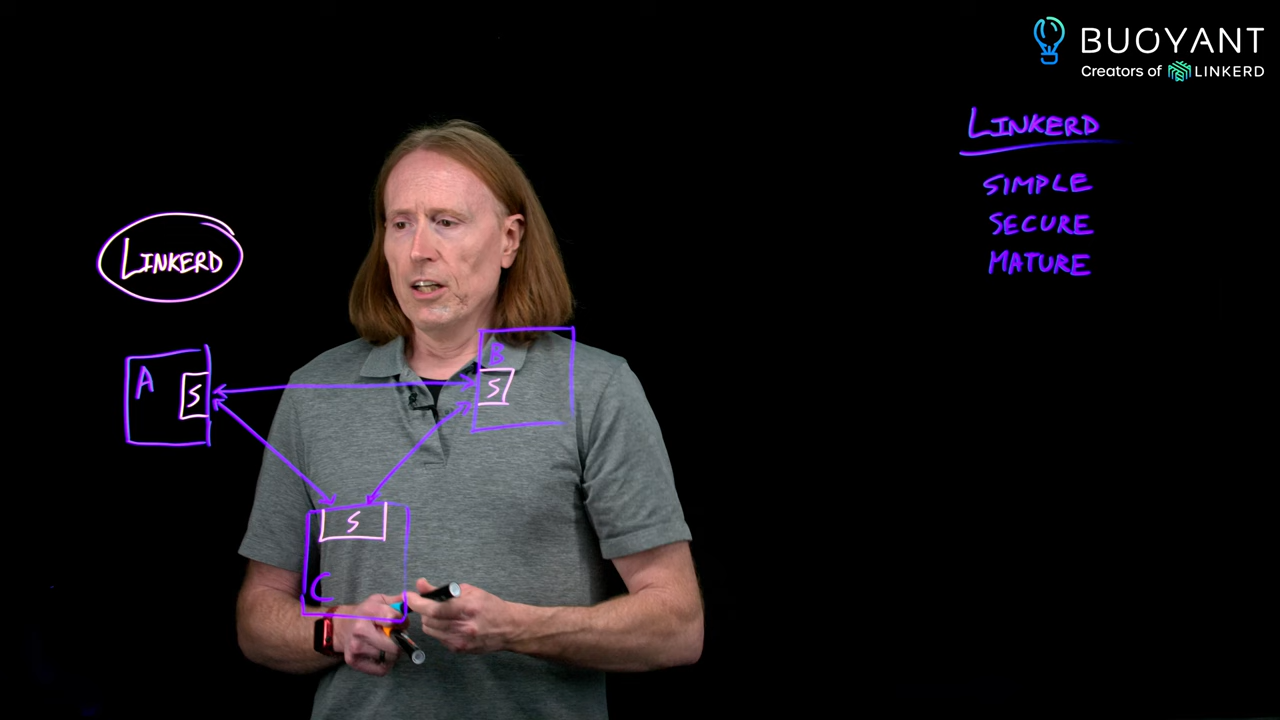 BUOYANT
Creators of LINKERD
LINKERD
SIMPLE
SECURE
MATURE
LINKERD
A
S
B
S
S
C